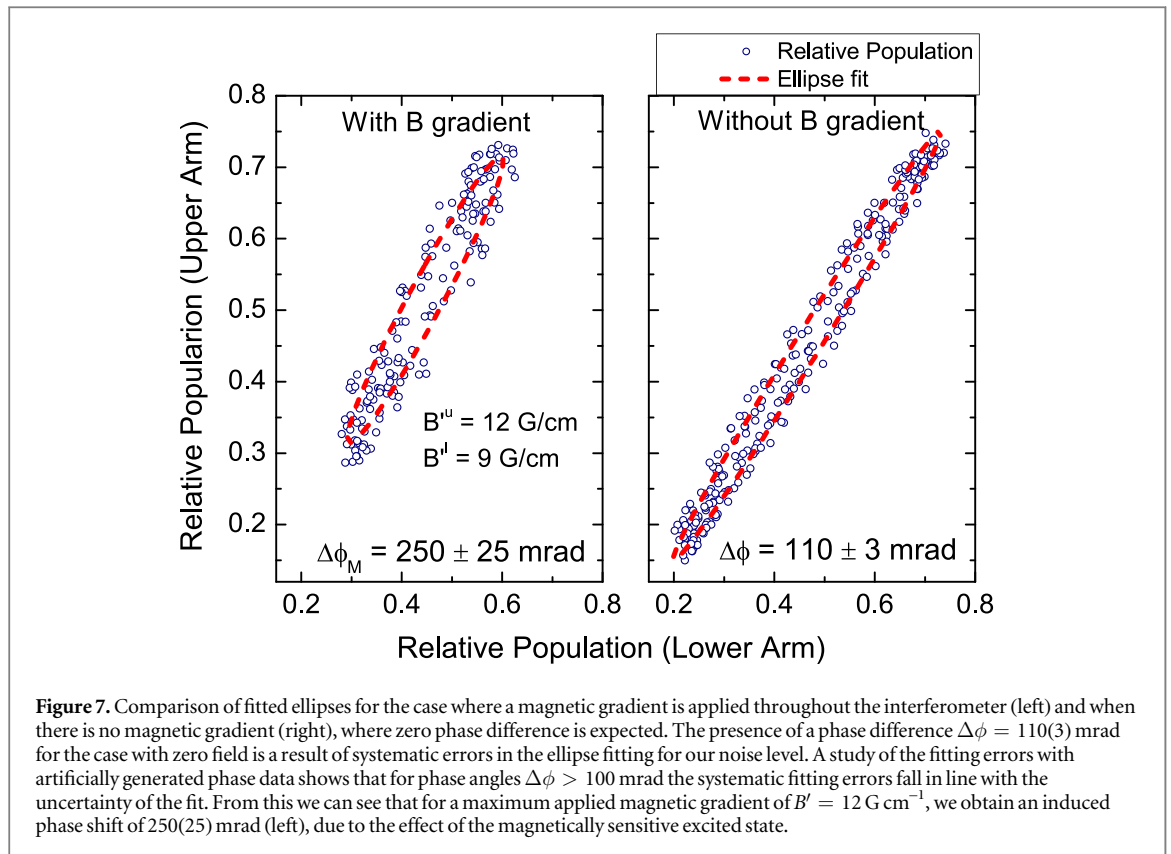 Relative Population
Ellipse fit
0.8
0.7
0.6
0.5
0.4
0.3
0.2
Relative Popularion (Upper Arm)
With B gradient
B'ᵘ = 12 G/cm
B'ˡ = 9 G/cm
Δϕ_M = 250 ± 25 mrad
Without B gradient
Δϕ = 110 ± 3 mrad
0.2 0.4 0.6 0.8 0.2 0.4 0.6 0.8
Relative Population (Lower Arm)
Figure 7. Comparison of fitted ellipses for the case where a magnetic gradient is applied throughout the interferometer (left) and when
there is no magnetic gradient (right), where zero phase difference is expected. The presence of a phase difference Δϕ = 110(3) mrad
for the case with zero field is a result of systematic errors in the ellipse fitting for our noise level. A study of the fitting errors with
artificially generated phase data shows that for phase angles Δϕ > 100 mrad the systematic fitting errors fall in line with the
uncertainty of the fit. From this we can see that for a maximum applied magnetic gradient of B′ = 12 G cm⁻¹, we obtain an induced
phase shift of 250(25) mrad (left), due to the effect of the magnetically sensitive excited state.